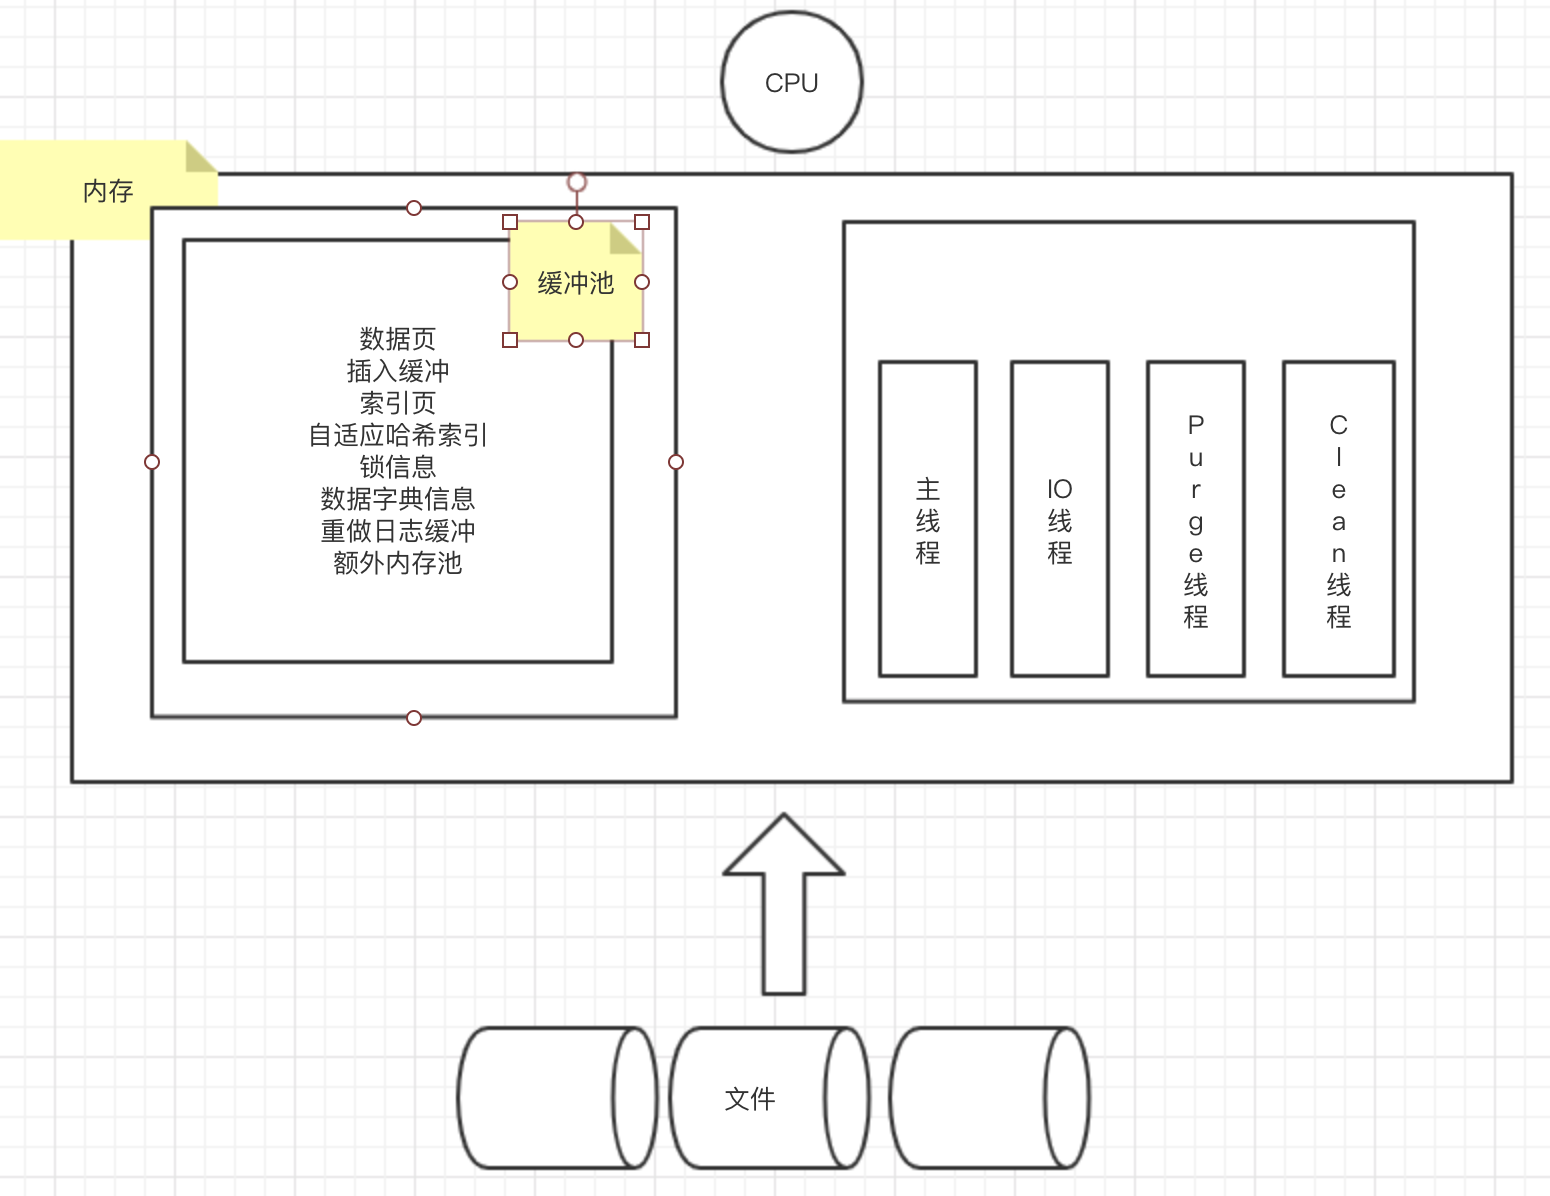 CPU
内存
缓冲池
数据页
插入缓冲
索引页
自适应哈希索引
锁信息
数据字典信息
重做日志缓冲
额外内存池
主线程
IO线程
Purge线程
Clean线程
文件